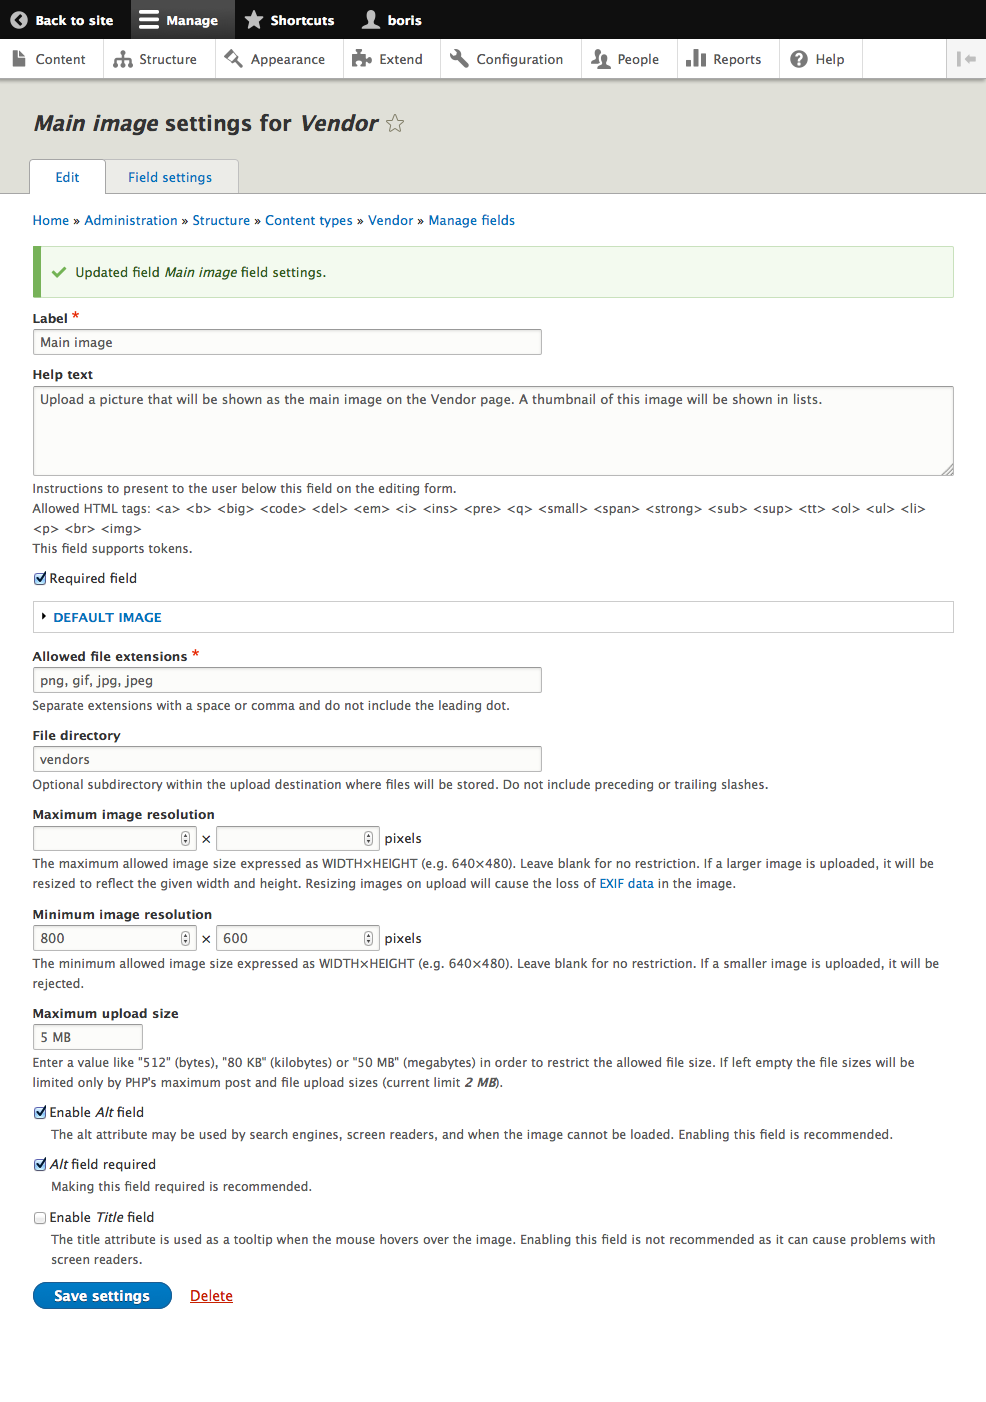 Back to site Manage Shortcuts boris
Content Structure Appearance Extend Configuration People Reports Help
Main image settings for Vendor
Edit Field settings
Home » Administration » Structure » Content types » Vendor » Manage fields
Updated field Main image field settings.
Label *
Main image
Help text
Upload a picture that will be shown as the main image on the Vendor page. A thumbnail of this image will be shown in lists.
Instructions to present to the user below this field on the editing form.
Allowed HTML tags: <a> <b> <big> <code> <del> <em> <i> <ins> <pre> <q> <small> <span> <strong> <sub> <sup> <tt> <ol> <ul> <li>
<p> <br> <img>
This field supports tokens.
Required field
DEFAULT IMAGE
Allowed file extensions *
png, gif, jpg, jpeg
Separate extensions with a space or comma and do not include the leading dot.
File directory
vendors
Optional subdirectory within the upload destination where files will be stored. Do not include preceding or trailing slashes.
Maximum image resolution
× pixels
The maximum allowed image size expressed as WIDTH×HEIGHT (e.g. 640×480). Leave blank for no restriction. If a larger image is uploaded, it will be
resized to reflect the given width and height. Resizing images on upload will cause the loss of EXIF data in the image.
Minimum image resolution
800 × 600 pixels
The minimum allowed image size expressed as WIDTH×HEIGHT (e.g. 640×480). Leave blank for no restriction. If a smaller image is uploaded, it will be
rejected.
Maximum upload size
5 MB
Enter a value like "512" (bytes), "80 KB" (kilobytes) or "50 MB" (megabytes) in order to restrict the allowed file size. If left empty the file sizes will be
limited only by PHP's maximum post and file upload sizes (current limit 2 MB).
Enable Alt field
The alt attribute may be used by search engines, screen readers, and when the image cannot be loaded. Enabling this field is recommended.
Alt field required
Making this field required is recommended.
Enable Title field
The title attribute is used as a tooltip when the mouse hovers over the image. Enabling this field is not recommended as it can cause problems with
screen readers.
Save settings Delete